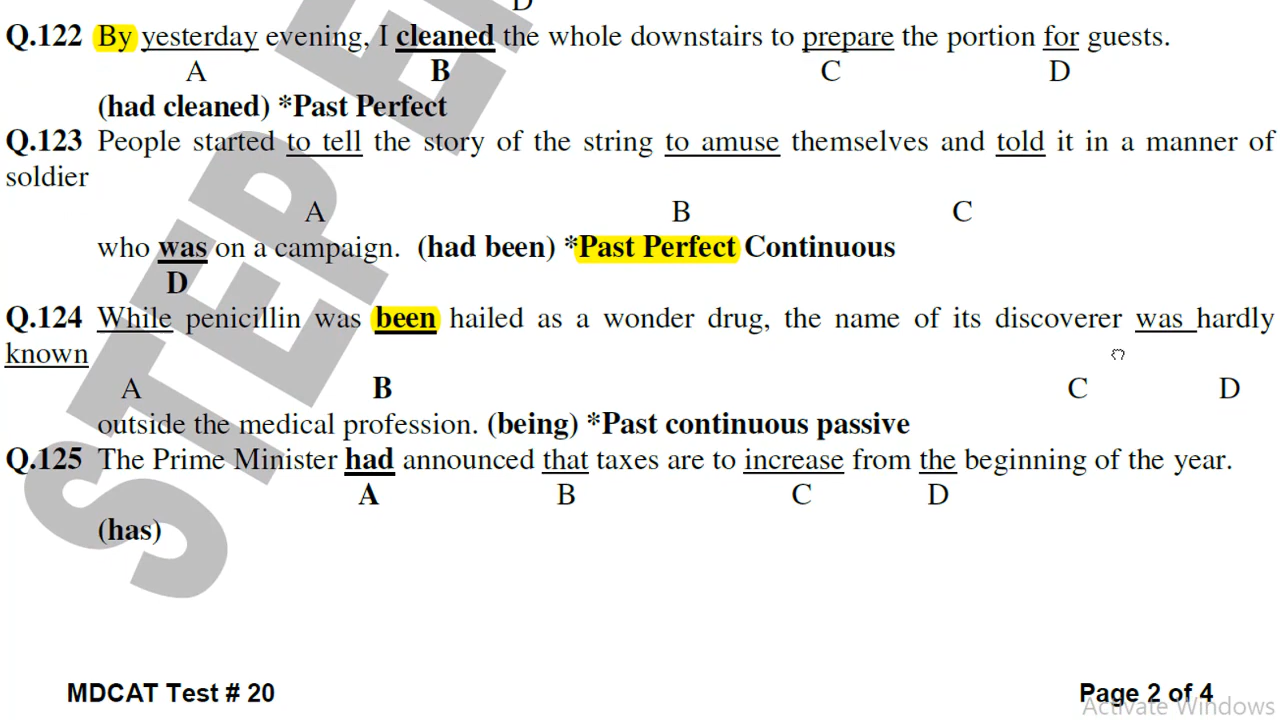 D
Q.122 By yesterday evening, I cleaned the whole downstairs to prepare the portion for guests.
A B C D
(had cleaned) *Past Perfect
Q.123 People started to tell the story of the string to amuse themselves and told it in a manner of
soldier
A B C
who was on a campaign. (had been) *Past Perfect Continuous
D
Q.124 While penicillin was been hailed as a wonder drug, the name of its discoverer was hardly
known
A B C D
outside the medical profession. (being) *Past continuous passive
Q.125 The Prime Minister had announced that taxes are to increase from the beginning of the year.
A B C D
(has)
STEP
MDCAT Test # 20 Page 2 of 4
Activate Windows